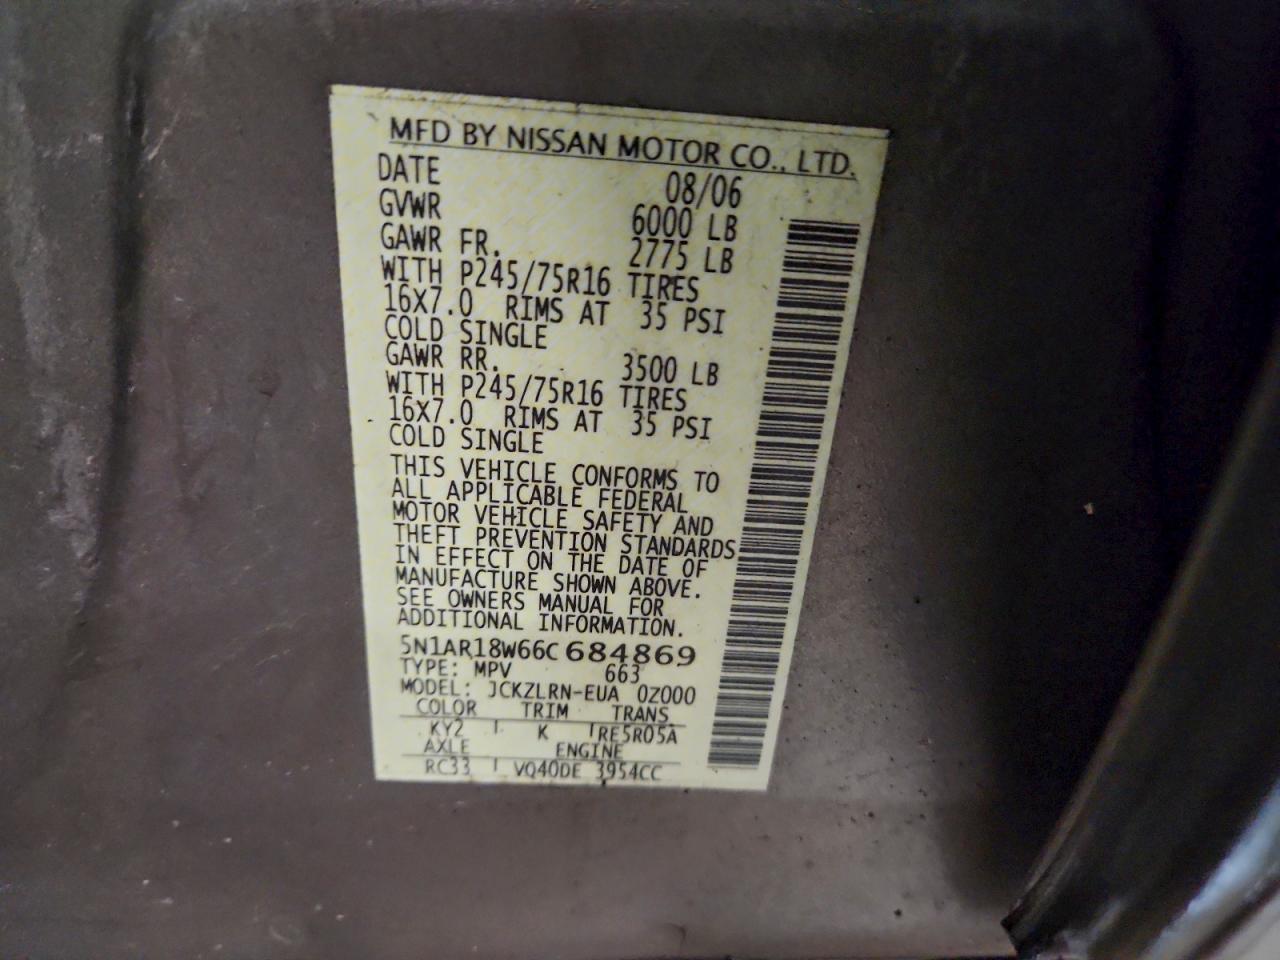 MFD BY NISSAN MOTOR CO., LTD.
DATE 08/06
GVWR 6000 LB
GAWR FR. 2775 LB
WITH P245/75R16 TIRES
16X7.0 RIMS AT 35 PSI
COLD SINGLE
GAWR RR. 3500 LB
WITH P245/75R16 TIRES
16X7.0 RIMS AT 35 PSI
COLD SINGLE
THIS VEHICLE CONFORMS TO
ALL APPLICABLE FEDERAL
MOTOR VEHICLE SAFETY AND
THEFT PREVENTION STANDARDS
IN EFFECT ON THE DATE OF
MANUFACTURE SHOWN ABOVE.
SEE OWNERS MANUAL FOR
ADDITIONAL INFORMATION.
5N1AR18W66C684869
TYPE: MPV 663
MODEL: JCKZLRN-EUA 0Z000
COLOR TRIM TRANS
KY2 K RE5R05A
AXLE ENGINE
RC33 VQ40DE 3954CC